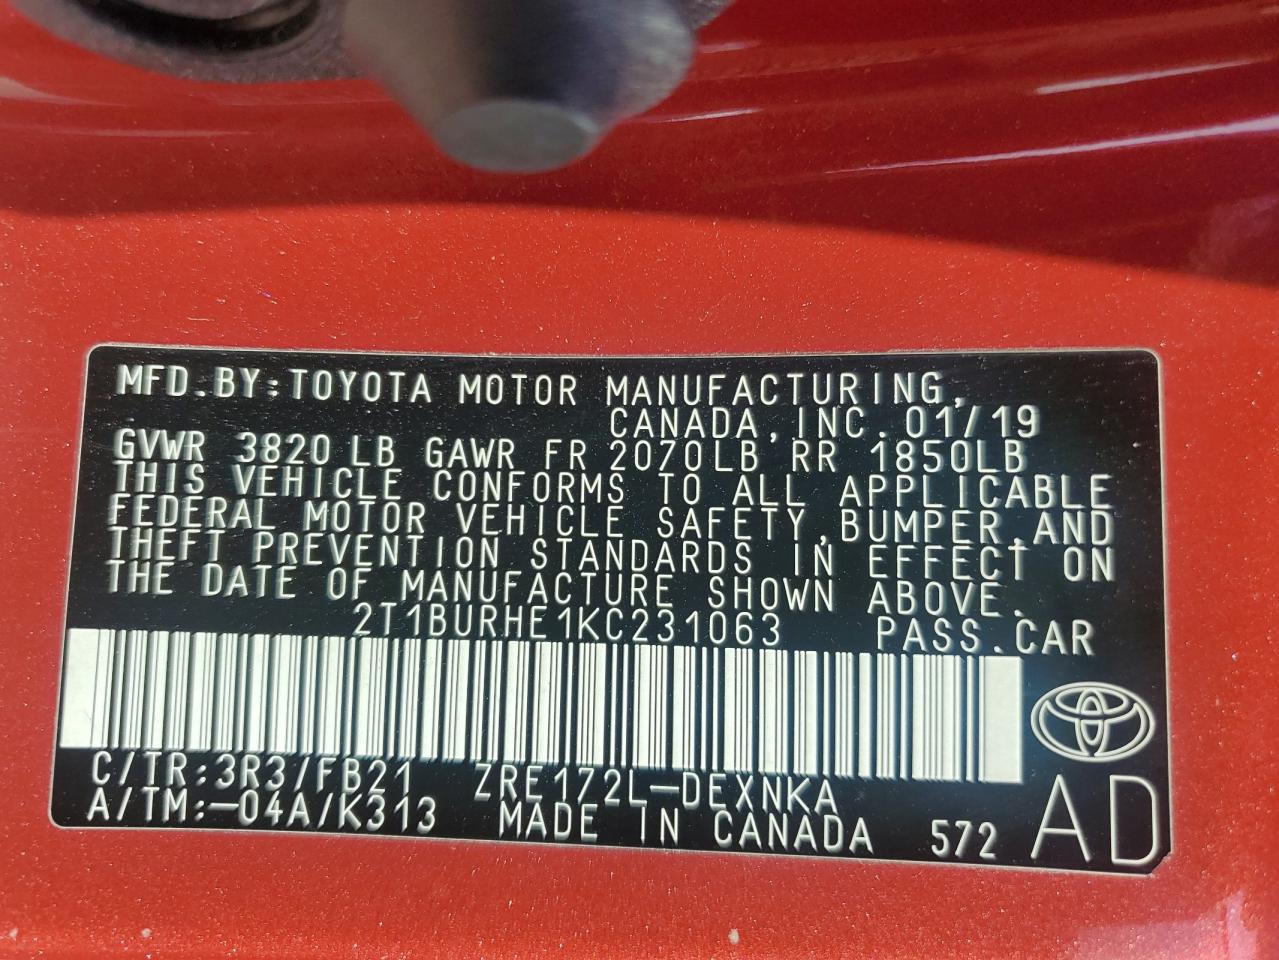 MFD.BY:TOYOTA MOTOR MANUFACTURING,
CANADA,INC. 01/19
GVWR 3820 LB GAWR FR 2070LB RR 1850LB
THIS VEHICLE CONFORMS TO ALL APPLICABLE
FEDERAL MOTOR VEHICLE SAFETY,BUMPER,AND
THEFT PREVENTION STANDARDS IN EFFECT ON
THE DATE OF MANUFACTURE SHOWN ABOVE.
2T1BURHE1KC231063 PASS.CAR
C/TR:3R3/FB21 ZRE172L-DEXNKA
A/TM:-04A/K313 MADE IN CANADA 572 AD